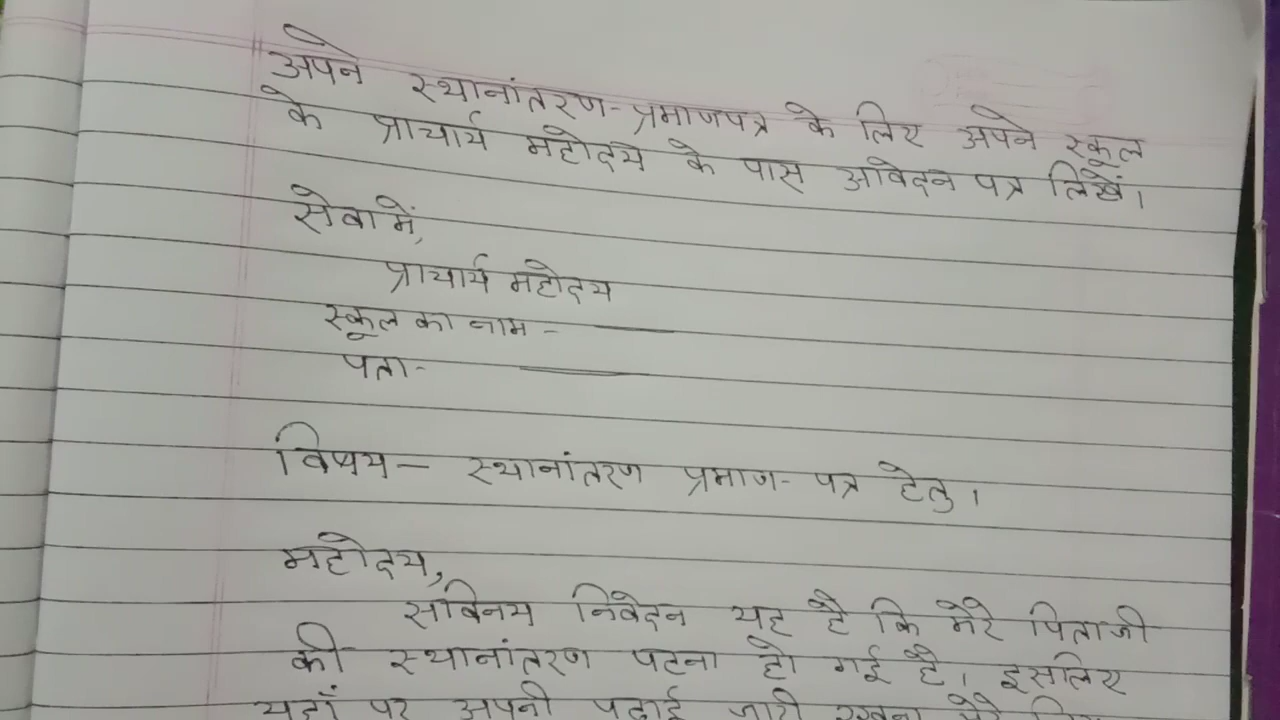 अपने स्थानांतरण-प्रमाणपत्र के लिए अपने स्कूल
के प्राचार्य महोदय के पास आवेदन पत्र लिखें।
सेवा में,
प्राचार्य महोदय
स्कूल का नाम -
पता-
विषय - स्थानांतरण प्रमाण-पत्र हेतु।
महोदय,
सविनय निवेदन यह है कि मेरे पिताजी
की स्थानांतरण पटना हो गई है। इसलिए
यहाँ पर अपनी पढ़ाई जारी रखना मेरे